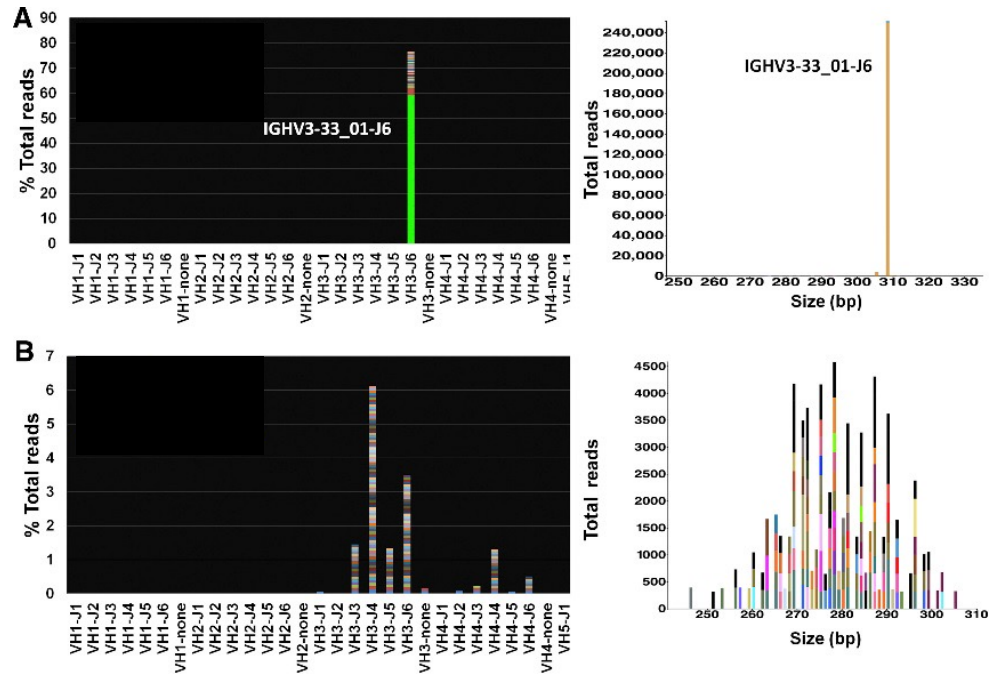 A
% Total reads
90
80
70
60
50
40
30
20
10
0
IGHV3-33_01-J6
VH1-J1
VH1-J2
VH1-J3
VH1-J4
VH1-J5
VH1-J6
VH1-none
VH2-J1
VH2-J2
VH2-J3
VH2-J4
VH2-J5
VH2-J6
VH2-none
VH3-J1
VH3-J2
VH3-J3
VH3-J4
VH3-J5
VH3-J6
VH3-none
VH4-J1
VH4-J2
VH4-J3
VH4-J4
VH4-J5
VH4-J6
VH4-none
VH5-J1
Total reads
240,000
220,000
200,000
180,000
160,000
140,000
120,000
100,000
80,000
60,000
40,000
20,000
0
IGHV3-33_01-J6
250 260 270 280 290 300 310 320 330
Size (bp)
B
% Total reads
7
6
5
4
3
2
1
0
VH1-J1
VH1-J2
VH1-J3
VH1-J4
VH1-J5
VH1-J6
VH1-none
VH2-J1
VH2-J2
VH2-J3
VH2-J4
VH2-J5
VH2-J6
VH2-none
VH3-J1
VH3-J2
VH3-J3
VH3-J4
VH3-J5
VH3-J6
VH3-none
VH4-J1
VH4-J2
VH4-J3
VH4-J4
VH4-J5
VH4-J6
VH4-none
VH5-J1
Total reads
4500
4000
3500
3000
2500
2000
1500
1000
500
0
250 260 270 280 290 300 310
Size (bp)